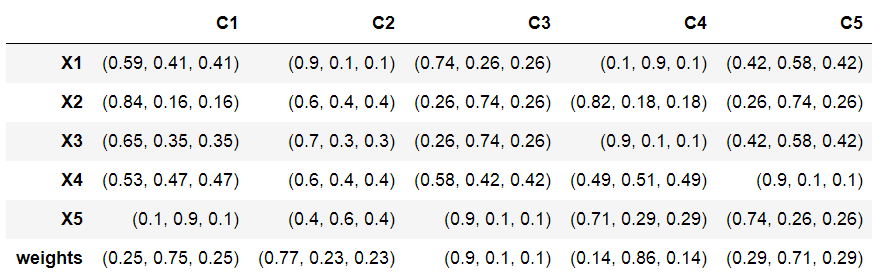 C1 C2 C3 C4 C5
X1 (0.59, 0.41, 0.41) (0.9, 0.1, 0.1) (0.74, 0.26, 0.26) (0.1, 0.9, 0.1) (0.42, 0.58, 0.42)
X2 (0.84, 0.16, 0.16) (0.6, 0.4, 0.4) (0.26, 0.74, 0.26) (0.82, 0.18, 0.18) (0.26, 0.74, 0.26)
X3 (0.65, 0.35, 0.35) (0.7, 0.3, 0.3) (0.26, 0.74, 0.26) (0.9, 0.1, 0.1) (0.42, 0.58, 0.42)
X4 (0.53, 0.47, 0.47) (0.6, 0.4, 0.4) (0.58, 0.42, 0.42) (0.49, 0.51, 0.49) (0.9, 0.1, 0.1)
X5 (0.1, 0.9, 0.1) (0.4, 0.6, 0.4) (0.9, 0.1, 0.1) (0.71, 0.29, 0.29) (0.74, 0.26, 0.26)
weights (0.25, 0.75, 0.25) (0.77, 0.23, 0.23) (0.9, 0.1, 0.1) (0.14, 0.86, 0.14) (0.29, 0.71, 0.29)